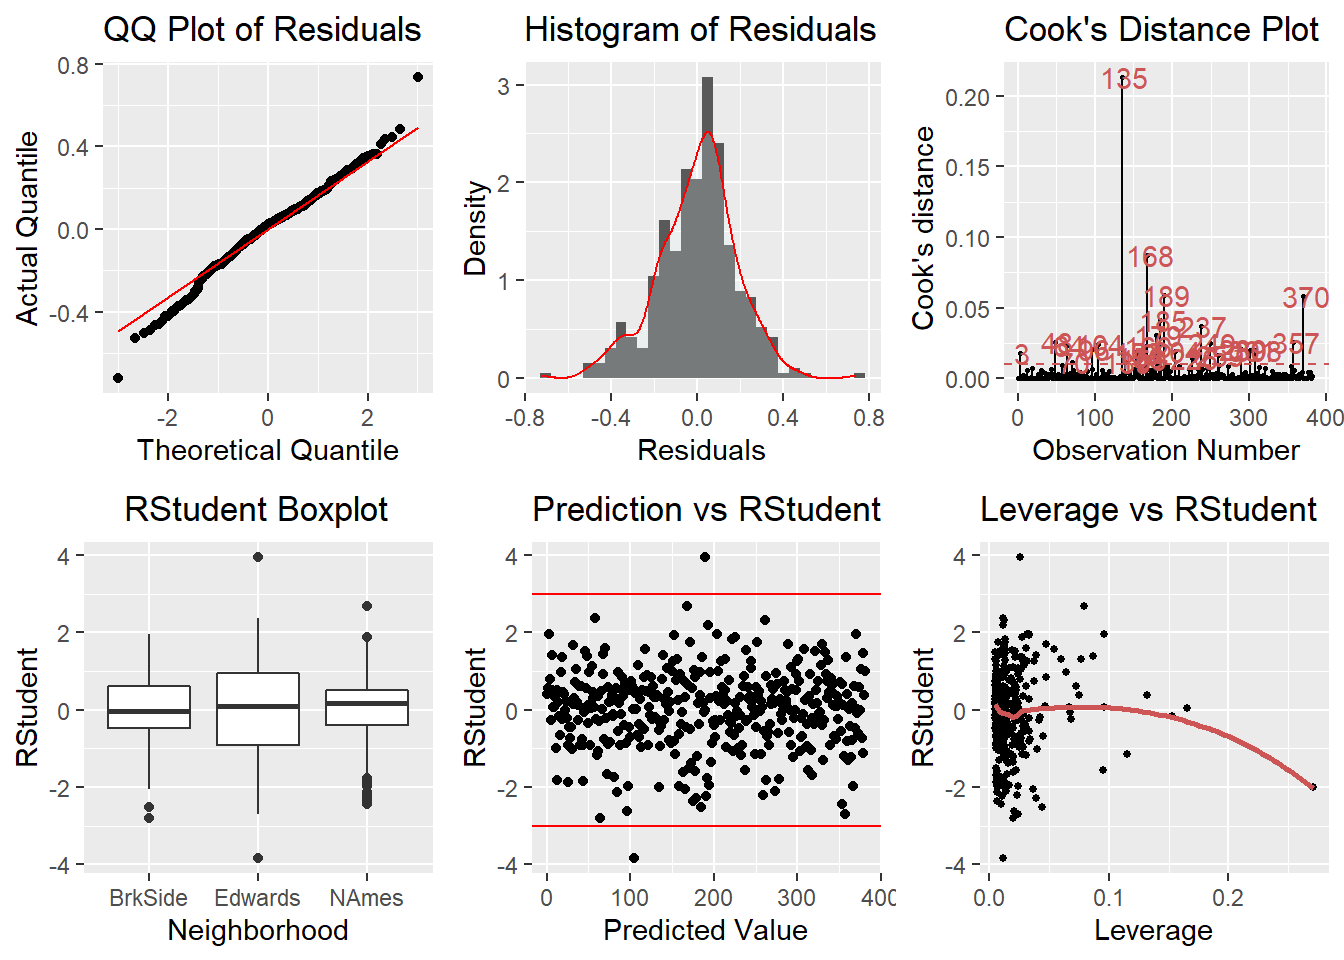 QQ Plot of Residuals
0.8
0.4
0.0
-0.4
Actual Quantile
-2
0
2
Theoretical Quantile
Histogram of Residuals
3
2
1
0
Density
-0.8
-0.4
0.0
0.4
0.8
Residuals
Cook's Distance Plot
0.20
0.15
0.10
0.05
0.00
Cook's distance
135
168
189
370
237
357
3
0
100
200
300
400
Observation Number
RStudent Boxplot
4
2
0
-2
-4
RStudent
BrkSide
Edwards
NAmes
Neighborhood
Prediction vs RStudent
4
2
0
-2
-4
RStudent
0
100
200
300
Predicted Value
Leverage vs RStudent
4
2
0
-2
-4
RStudent
0.0
0.1
0.2
Leverage